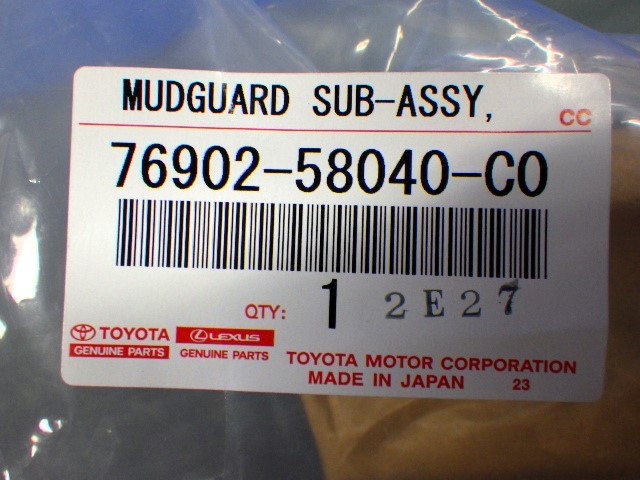 MUDGUARD SUB-ASSY,
CC
76902-58040-C0
QTY: 1 2E27
TOYOTA LEXUS
GENUINE PARTS GENUINE PARTS
TOYOTA MOTOR CORPORATION
MADE IN JAPAN 23